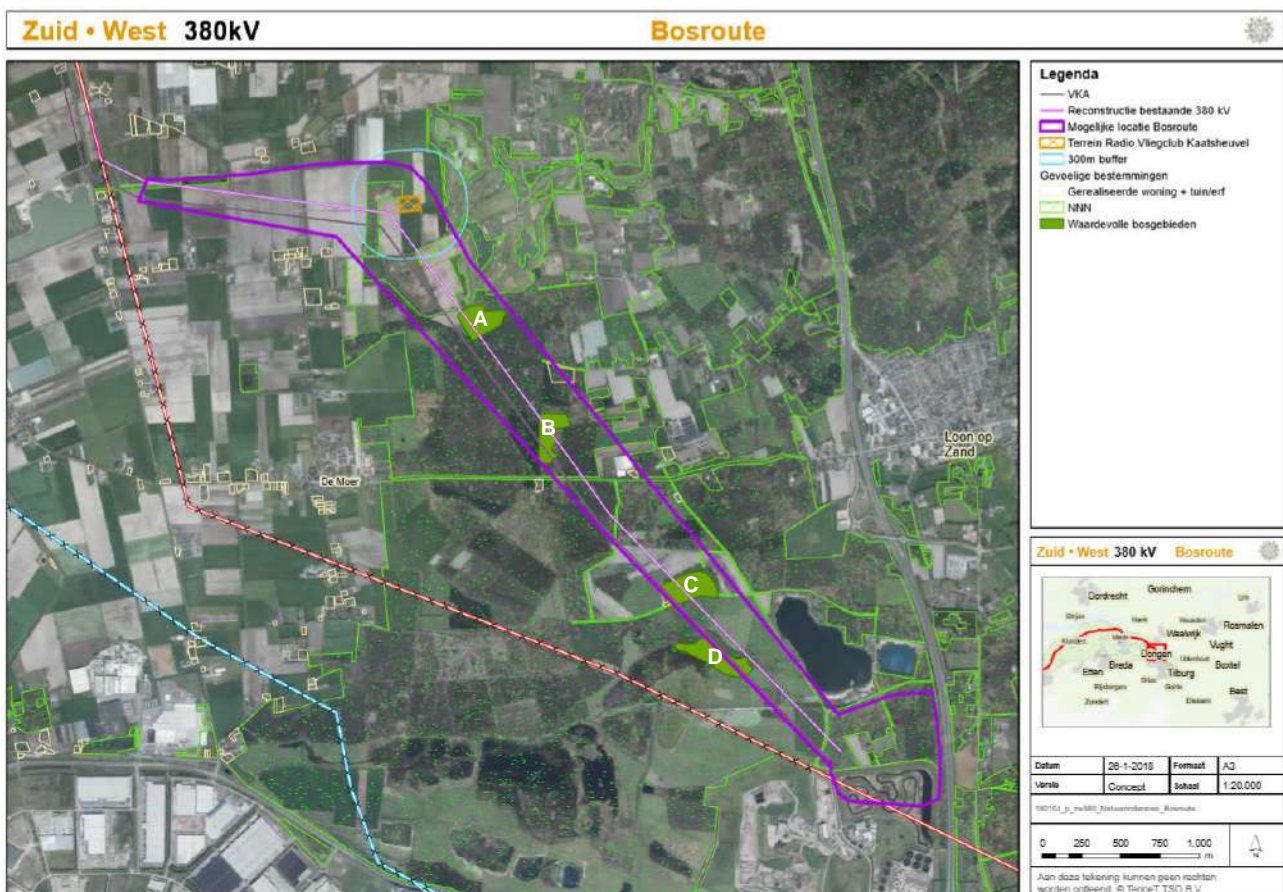 Zuid • West 380kV
Bosroute
Legenda
VKA
Reconstructie bestaande 380 kV
Mogelijke locatie Bosroute
Terrein Radio Vliegclub Kaatsheuvel
300m buffer
Gevoelige bestemmingen
Gerealiseerde woning + tuin/erf
NNN
Waardevolle bosgebieden
A
B
C
D
De Moer
Loon op
Zand
Zuid • West 380 kV Bosroute
Dordrecht
Gorinchem
Waalwijk
Rosmalen
Vught
Dongen
Breda
Boxtel
Etten
Tilburg
Best
Datum 26-1-2018 Formaat A3
Versie Concept Schaal 1:20.000
0 250 500 750 1.000
m
N
Aan deze tekening kunnen geen rechten
worden ontleend. © TenneT TSO B.V.